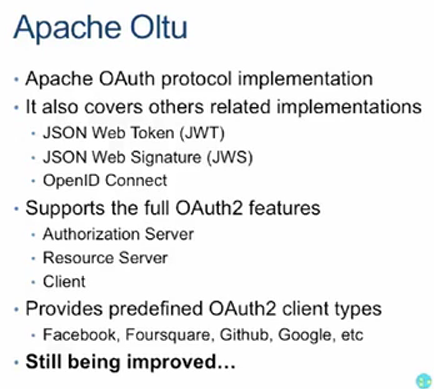 Apache Oltu
• Apache OAuth protocol implementation
• It also covers others related implementations
• JSON Web Token (JWT)
• JSON Web Signature (JWS)
• OpenID Connect
• Supports the full OAuth2 features
• Authorization Server
• Resource Server
• Client
• Provides predefined OAuth2 client types
• Facebook, Foursquare, Github, Google, etc
• Still being improved…